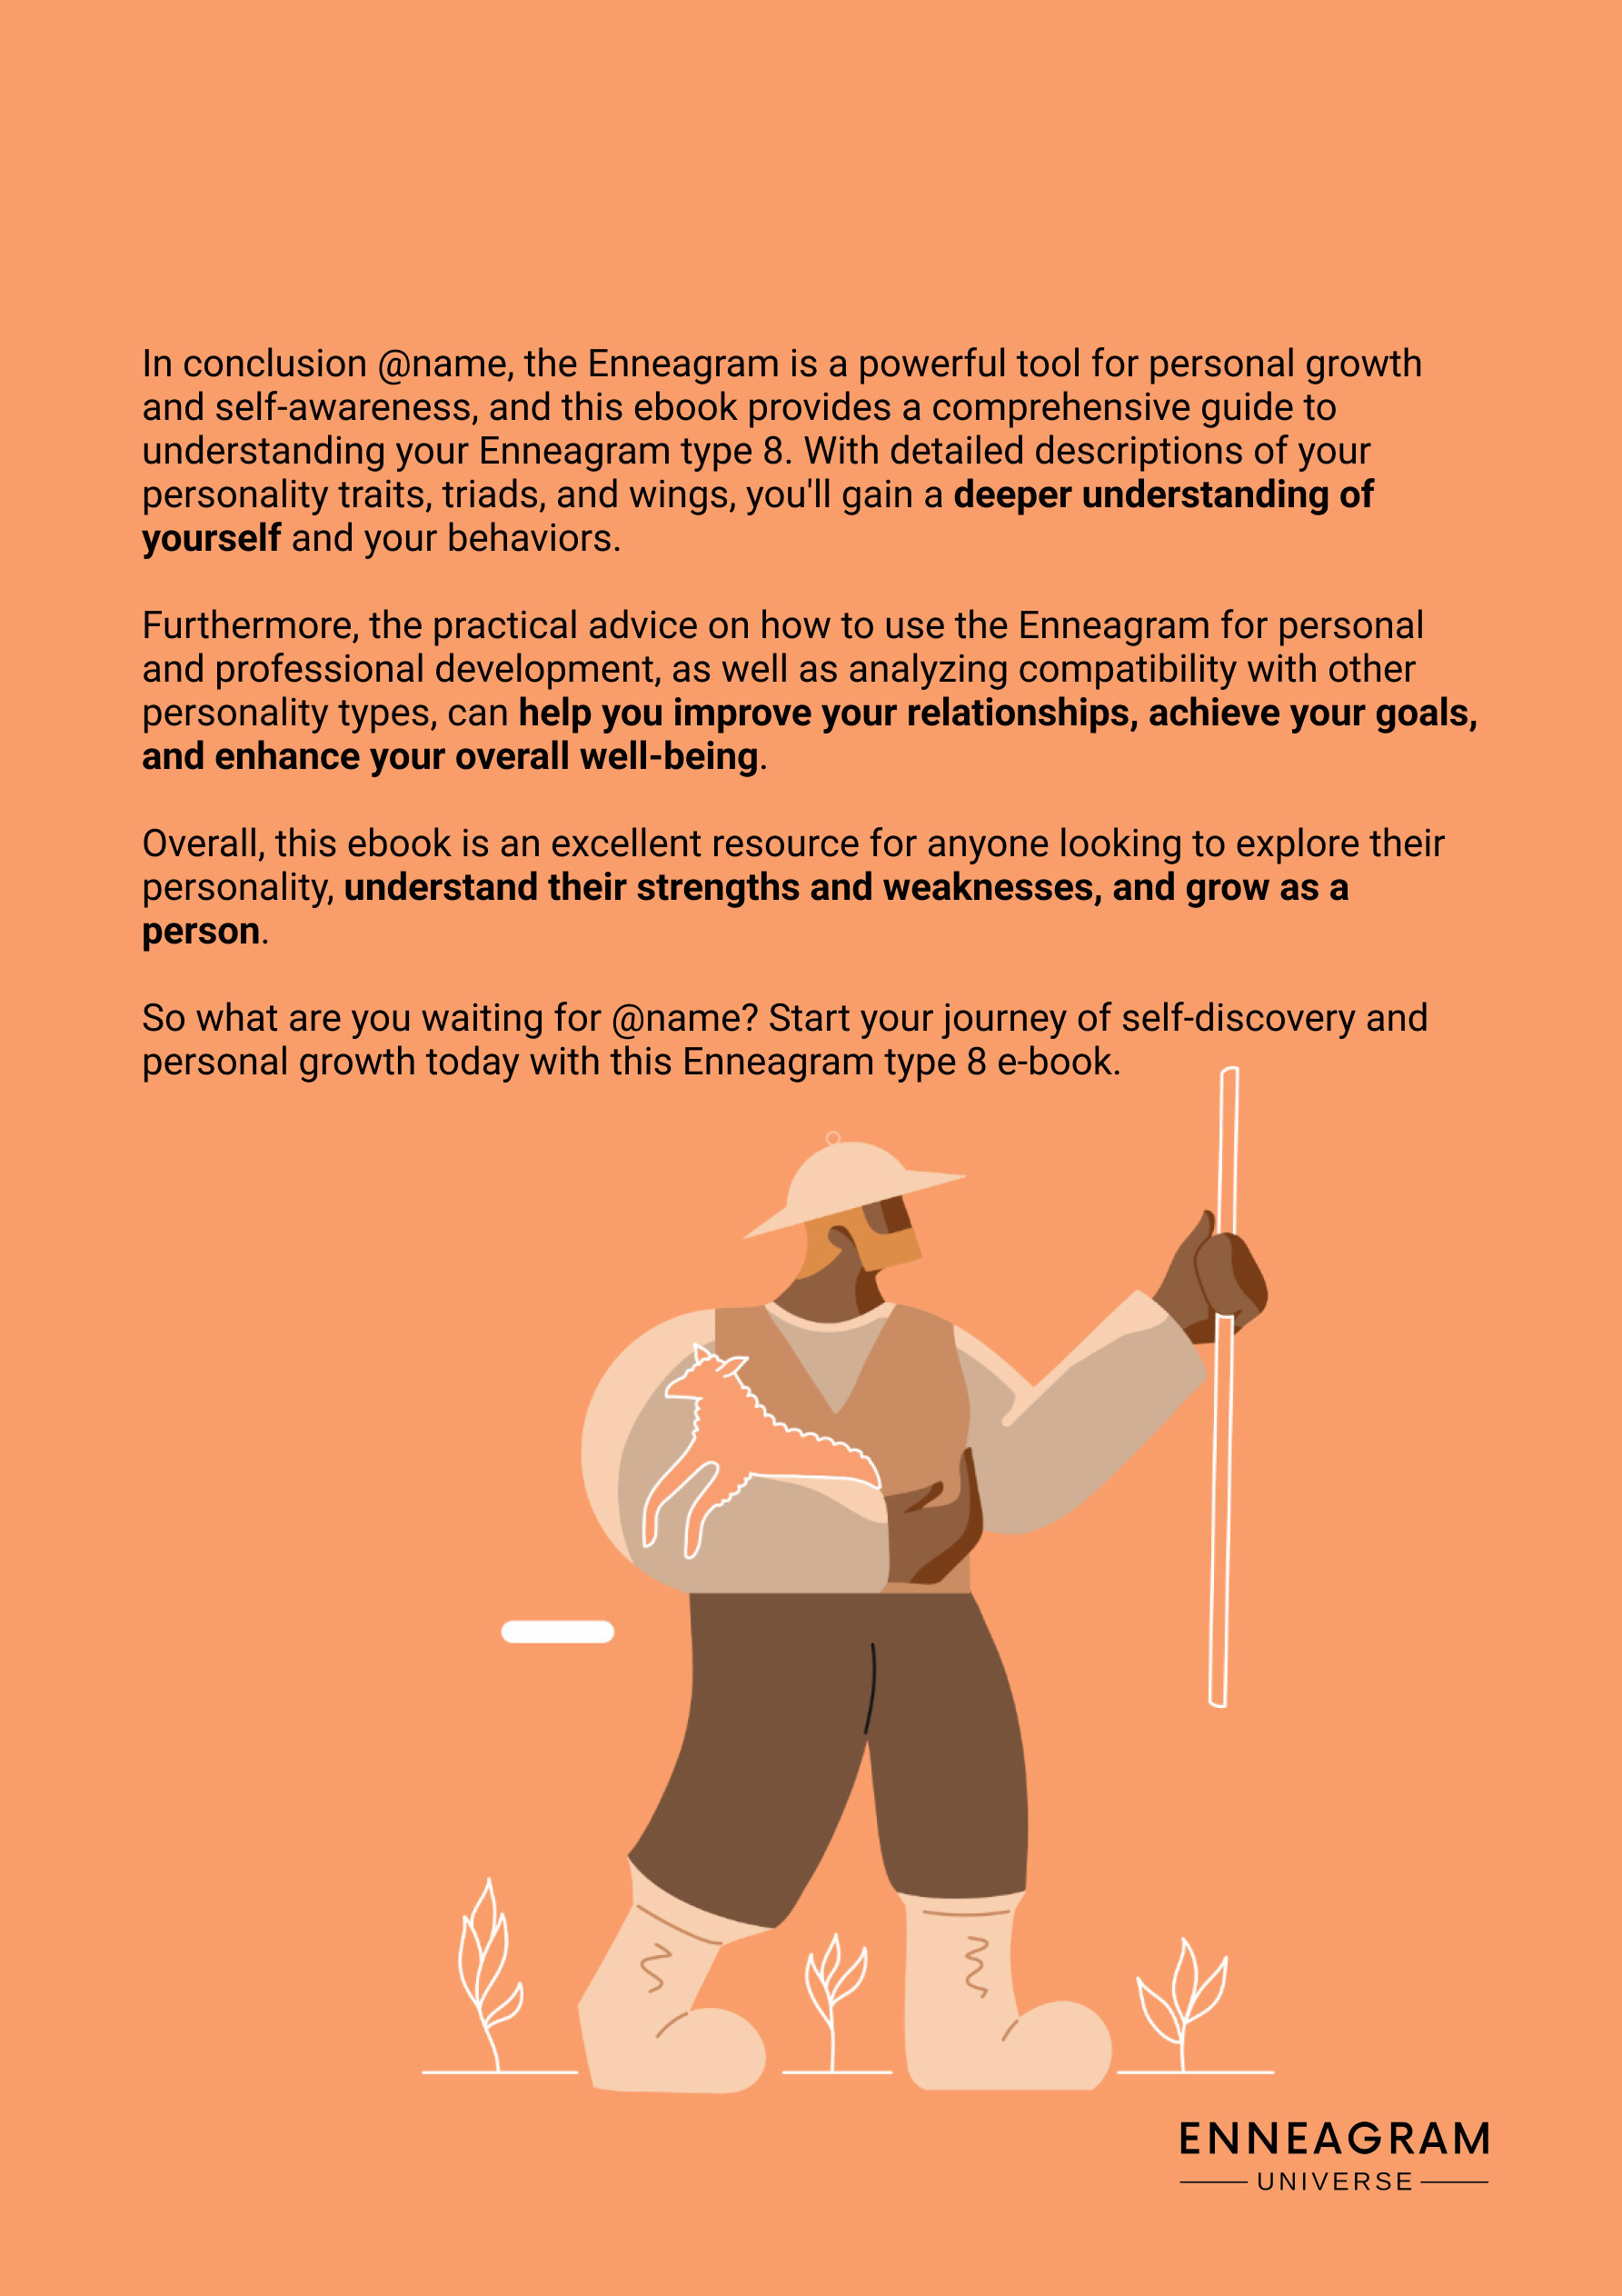 In conclusion @name, the Enneagram is a powerful tool for personal growth
and self-awareness, and this ebook provides a comprehensive guide to
understanding your Enneagram type 8. With detailed descriptions of your
personality traits, triads, and wings, you'll gain a deeper understanding of
yourself and your behaviors.
Furthermore, the practical advice on how to use the Enneagram for personal
and professional development, as well as analyzing compatibility with other
personality types, can help you improve your relationships, achieve your goals,
and enhance your overall well-being.
Overall, this ebook is an excellent resource for anyone looking to explore their
personality, understand their strengths and weaknesses, and grow as a
person.
So what are you waiting for @name? Start your journey of self-discovery and
personal growth today with this Enneagram type 8 e-book.
ENNEAGRAM
UNIVERSE